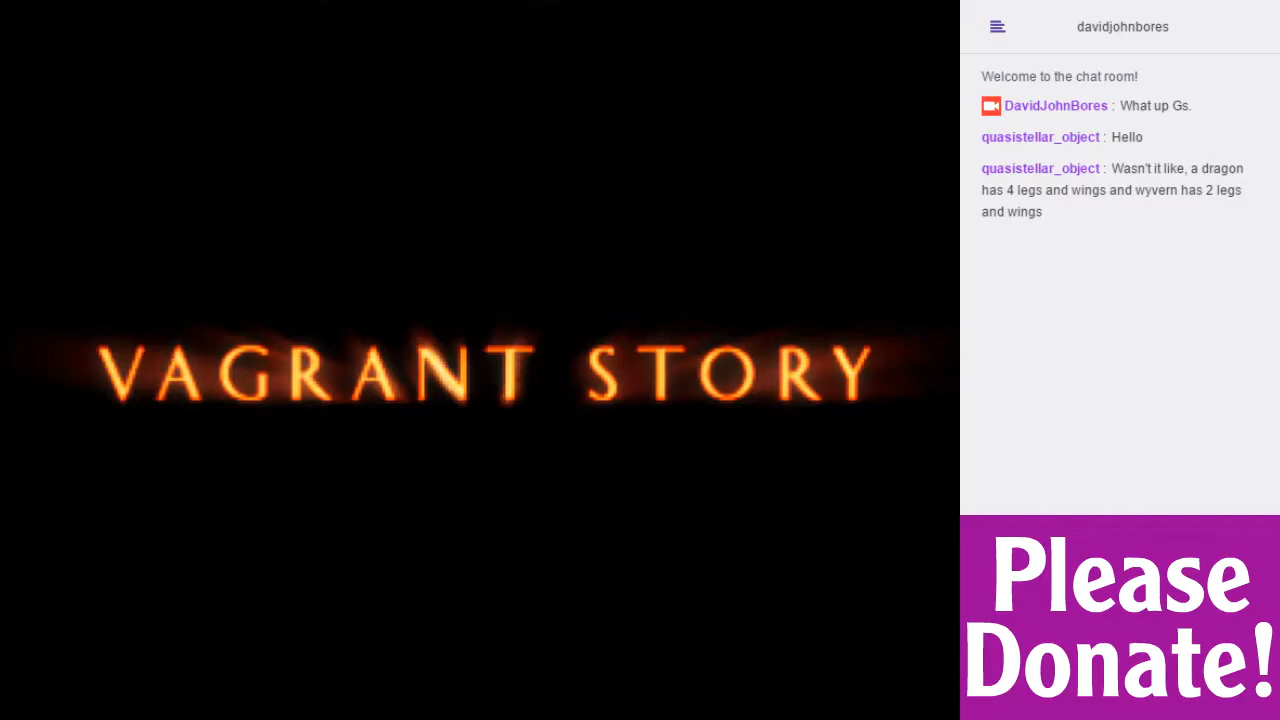 VAGRANT STORY
davidjohnbores
Welcome to the chat room!
DavidJohnBores : What up Gs.
quasistellar_object : Hello
quasistellar_object : Wasn't it like, a dragon
has 4 legs and wings and wyvern has 2 legs
and wings
Please
Donate!